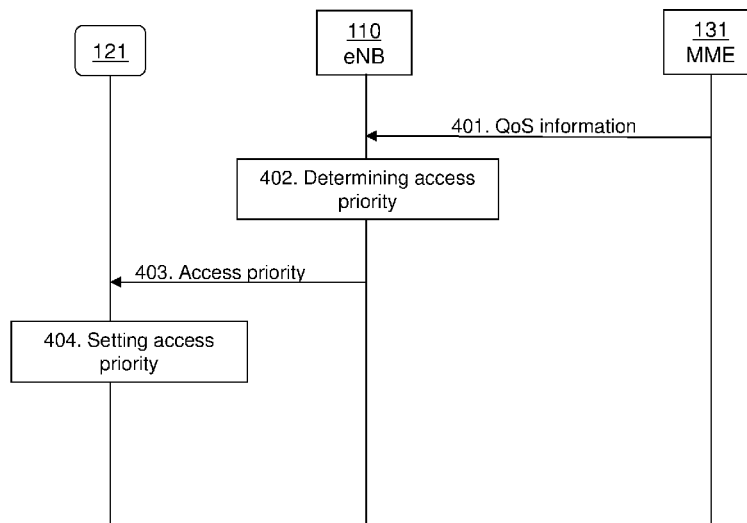 121
110
eNB
131
MME
401. QoS information
402. Determining access
priority
403. Access priority
404. Setting access
priority